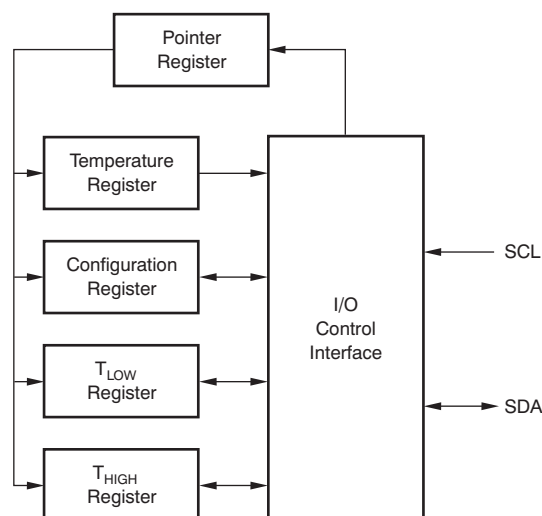 Pointer
Register
Temperature
Register
Configuration
Register
TLOW
Register
THIGH
Register
I/O
Control
Interface
SCL
SDA